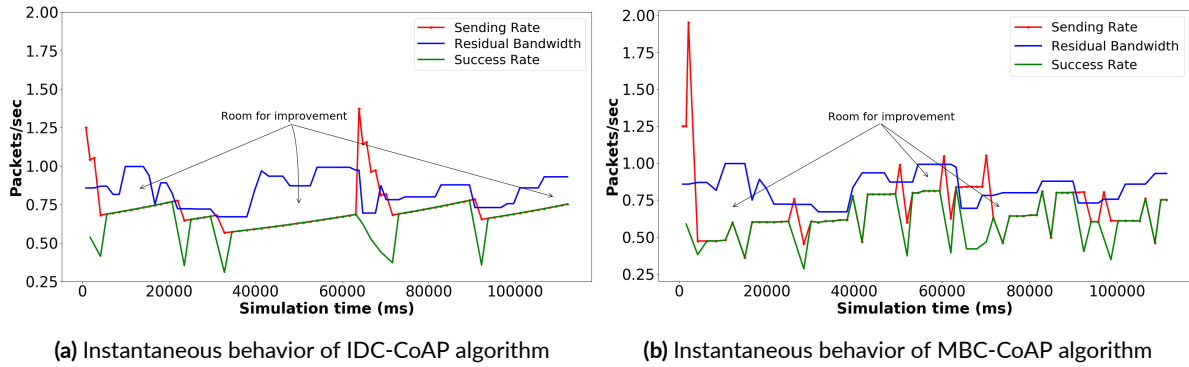 2.00
1.75
1.50
1.25
1.00
0.75
0.50
0.25
Packets/sec
Sending Rate
Residual Bandwidth
Success Rate
Room for improvement
0 20000 40000 60000 80000 100000
Simulation time (ms)
(a) Instantaneous behavior of IDC-CoAP algorithm
2.00
1.75
1.50
1.25
1.00
0.75
0.50
0.25
Packets/sec
Sending Rate
Residual Bandwidth
Success Rate
Room for improvement
0 20000 40000 60000 80000 100000
Simulation time (ms)
(b) Instantaneous behavior of MBC-CoAP algorithm